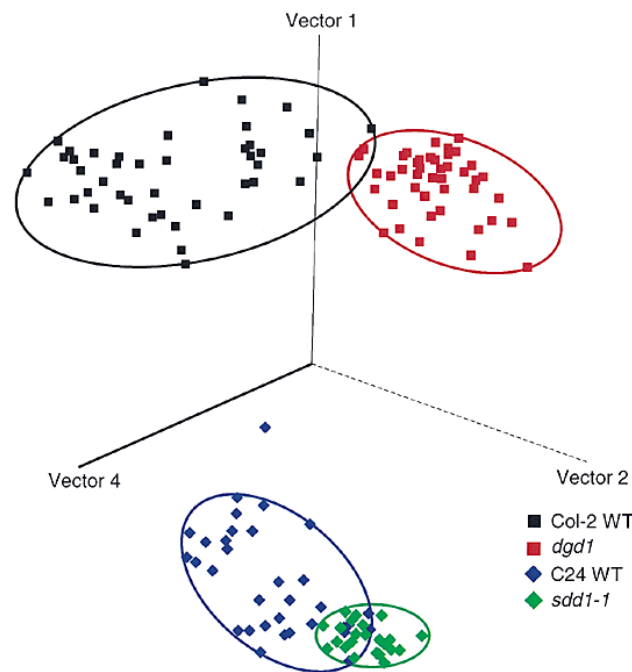 Vector 1
Vector 4
Vector 2
Col-2 WT
dgd1
C24 WT
sdd1-1